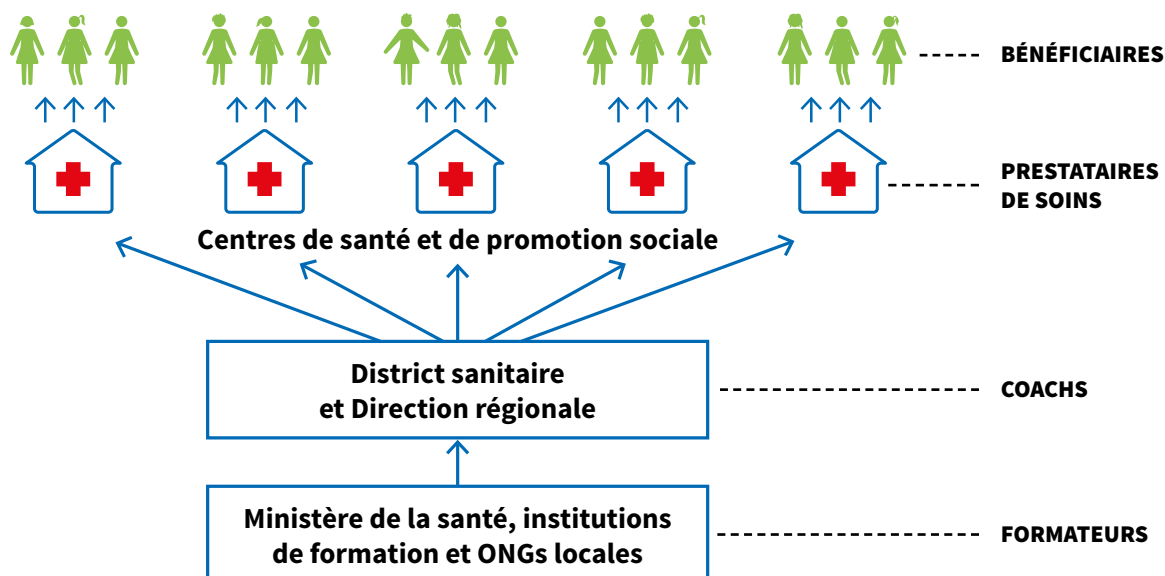 BÉNÉFICIAIRES
PRESTATAIRES
DE SOINS
Centres de santé et de promotion sociale
District sanitaire
et Direction régionale
COACHS
Ministère de la santé, institutions
de formation et ONGs locales
FORMATEURS